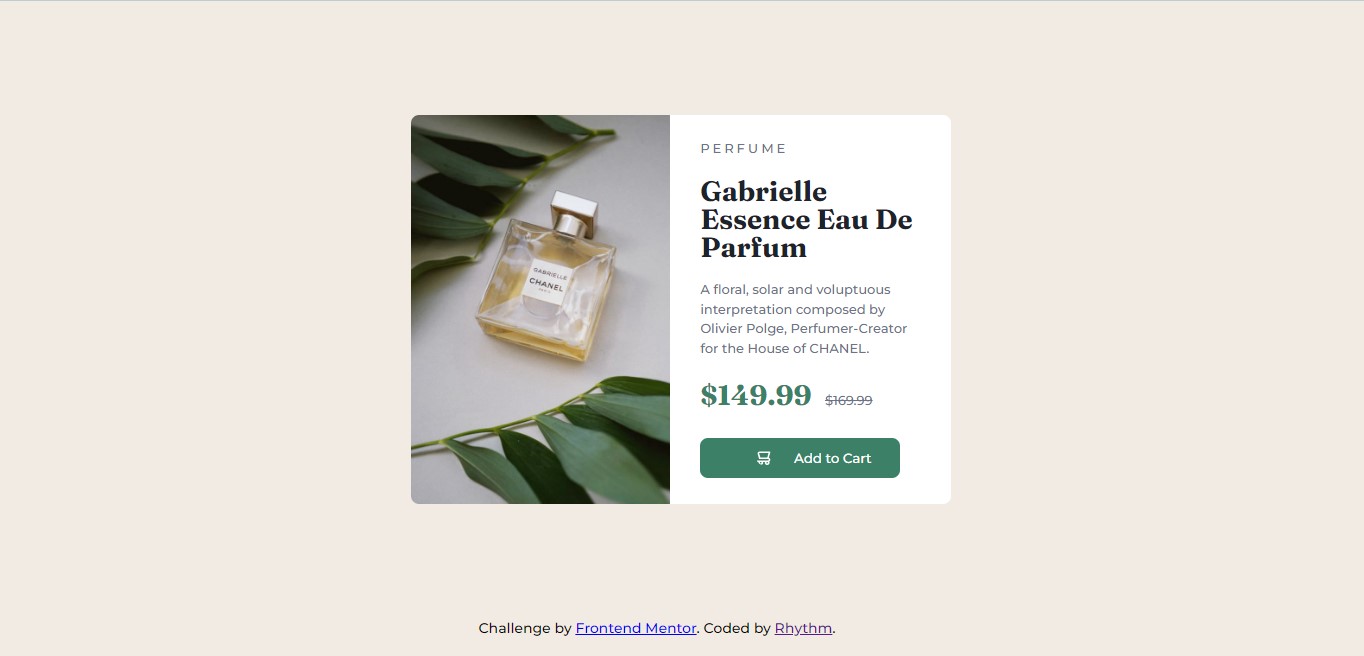 PERFUME
Gabrielle
Essence Eau De
Parfum
A floral, solar and voluptuous
interpretation composed by
Olivier Polge, Perfumer-Creator
for the House of CHANEL.
$149.99 $169.99
Add to Cart
GABRIELLE
CHANEL
PARIS
Challenge by Frontend Mentor. Coded by Rhythm.